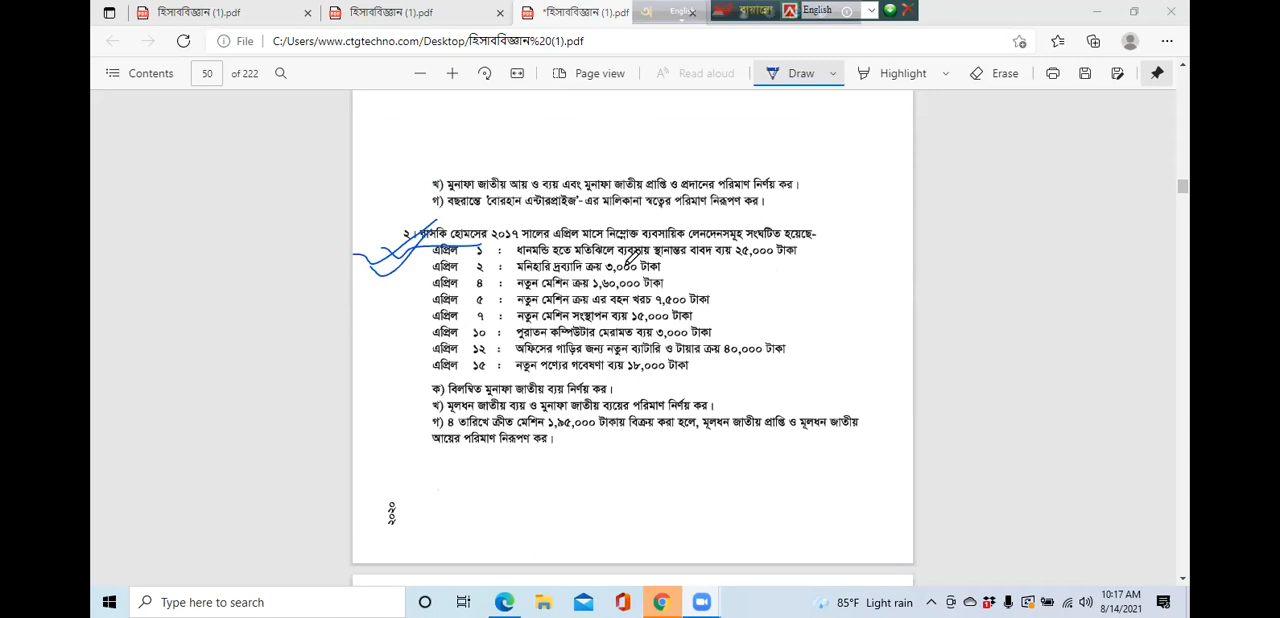 হিসাববিজ্ঞান (1).pdf
হিসাববিজ্ঞান (1).pdf
*হিসাববিজ্ঞান (1).pdf
English
বায়ান্নো
English
File C:/Users/www.ctgtechno.com/Desktop/হিসাববিজ্ঞান%20(1).pdf
Contents 50 of 222 Page view Read aloud Draw Highlight Erase
খ) মুনাফা জাতীয় আয় ও ব্যয় এবং মুনাফা জাতীয় প্রাপ্তি ও প্রদানের পরিমাণ নির্ণয় কর।
গ) বছরান্তে 'বোরহান এন্টারপ্রাইজ'-এর মালিকানা স্বত্বের পরিমাণ নিরূপণ কর।
২। হোমসের ২০১৭ সালের এপ্রিল মাসে নিম্নোক্ত ব্যবসায়িক লেনদেনসমূহ সংঘটিত হয়েছে-
এপ্রিল ১ : ধানমন্ডি হতে মতিঝিলে ব্যবসায় স্থানান্তর বাবদ ব্যয় ২৫,০০০ টাকা
এপ্রিল ২ : মনিহারি দ্রব্যাদি ক্রয় ৩,০০০ টাকা
এপ্রিল ৪ : নতুন মেশিন ক্রয় ১,৬০,০০০ টাকা
এপ্রিল ৫ : নতুন মেশিন ক্রয় এর বহন খরচ ৭,৫০০ টাকা
এপ্রিল ৭ : নতুন মেশিন সংস্থাপন ব্যয় ১৫,০০০ টাকা
এপ্রিল ১০ : পুরাতন কম্পিউটার মেরামত ব্যয় ৩,০০০ টাকা
এপ্রিল ১২ : অফিসের গাড়ির জন্য নতুন ব্যাটারি ও টায়ার ক্রয় ৪০,০০০ টাকা
এপ্রিল ১৫ : নতুন পণ্যের গবেষণা ব্যয় ১৮,০০০ টাকা
ক) বিলম্বিত মুনাফা জাতীয় ব্যয় নির্ণয় কর।
খ) মূলধন জাতীয় ব্যয় ও মুনাফা জাতীয় ব্যয়ের পরিমাণ নির্ণয় কর।
গ) ৪ তারিখে ক্রীত মেশিন ১,৯৫,০০০ টাকায় বিক্রয় করা হলে, মূলধন জাতীয় প্রাপ্তি ও মূলধন জাতীয়
আয়ের পরিমাণ নিরূপণ কর।
২০২০
Type here to search
85°F Light rain
10:17 AM
8/14/2021